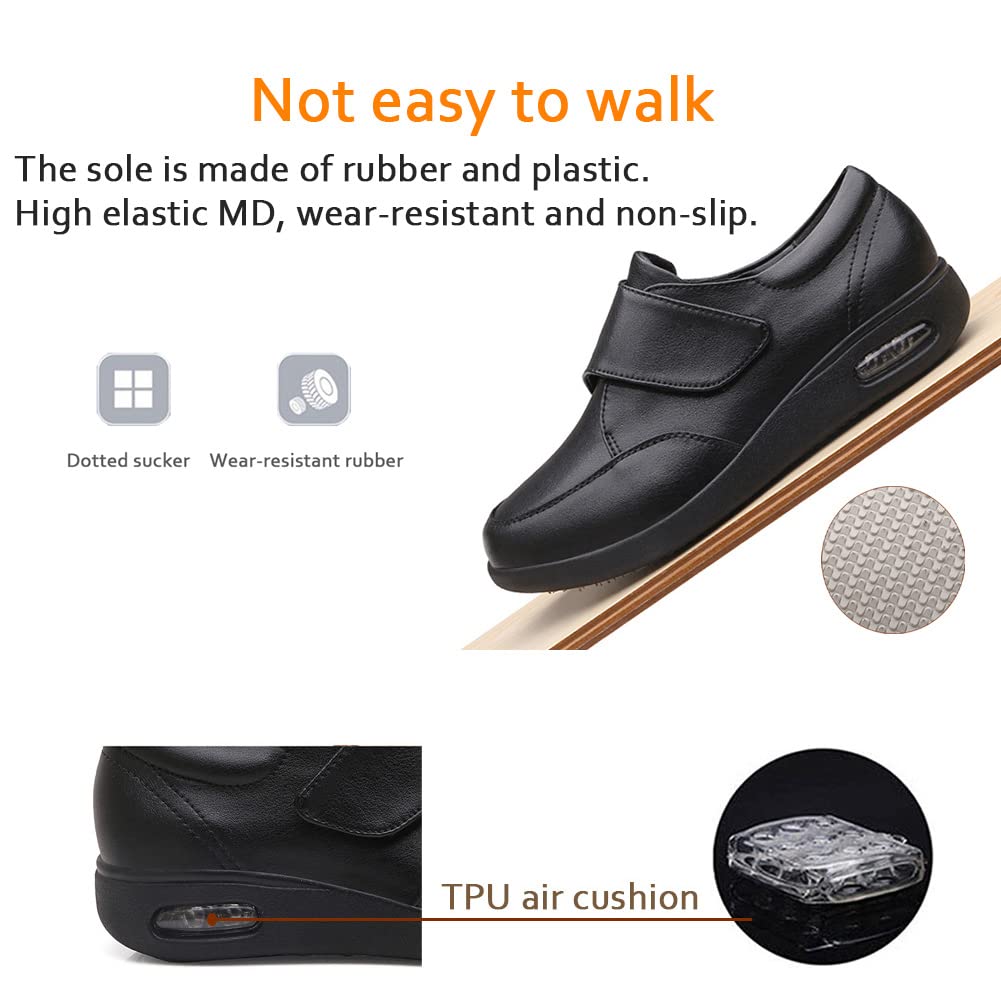 Not easy to walk
The sole is made of rubber and plastic.
High elastic MD, wear-resistant and non-slip.
Dotted sucker
Wear-resistant rubber
TPU air cushion